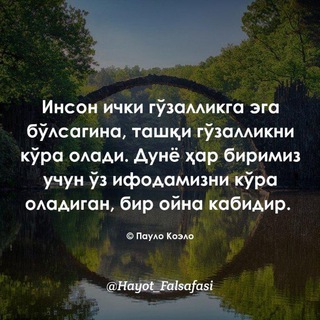 Инсон ички гўзалликга эга
бўлсагина, ташқи гўзалликни
кўра олади. Дунё ҳар биримиз
учун ўз ифодамизни кўра
оладиган, бир ойна кабидир.
© Пауло Коэло
@Hayot_Falsafasi